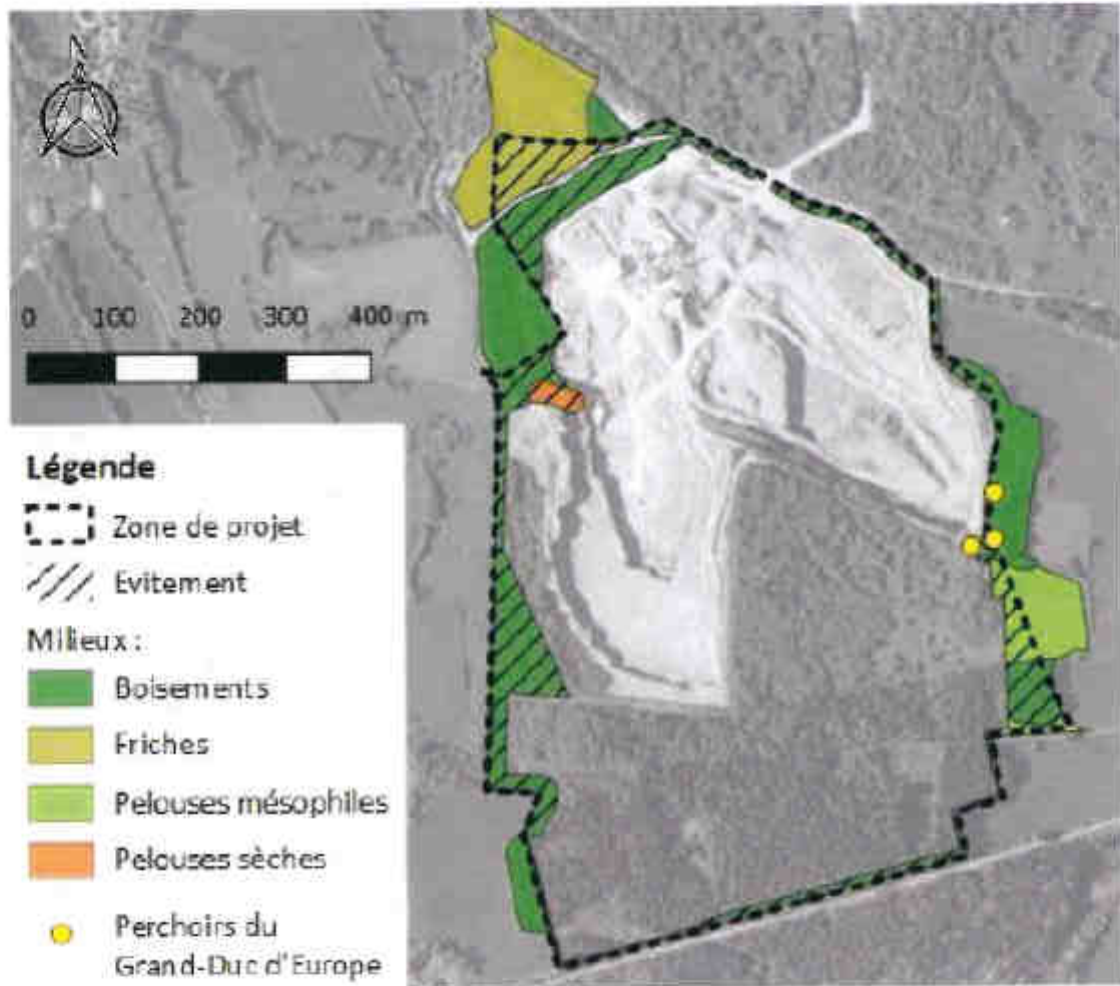 0 100 200 300 400 m
Légende
Zone de projet
Evitement
Milieux :
Boisements
Friches
Pelouses mésophiles
Pelouses sèches
Perchoirs du
Grand-Duc d'Europe